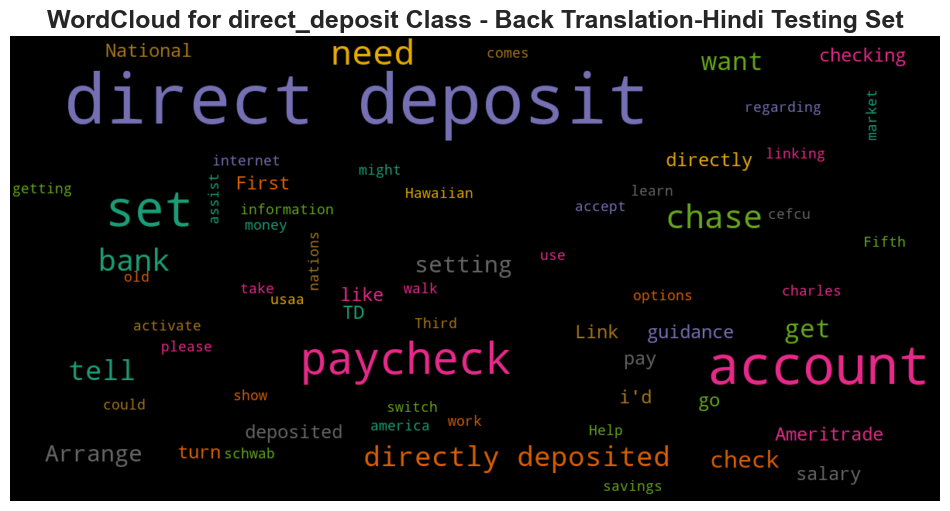 WordCloud for direct_deposit Class - Back Translation-Hindi Testing Set
National need comes want checking
direct deposit regarding market
internet might directly linking
getting assist First Hawaiian learn
set information money accept chase cefcu
bank nations setting use Fifth
old take usaa like walk options charles
TD
activate Third Link guidance get
please paycheck pay account
tell
could show switch i'd go
america work
Arrange deposited Help Ameritrade
turn schwab directly deposited check salary
savings